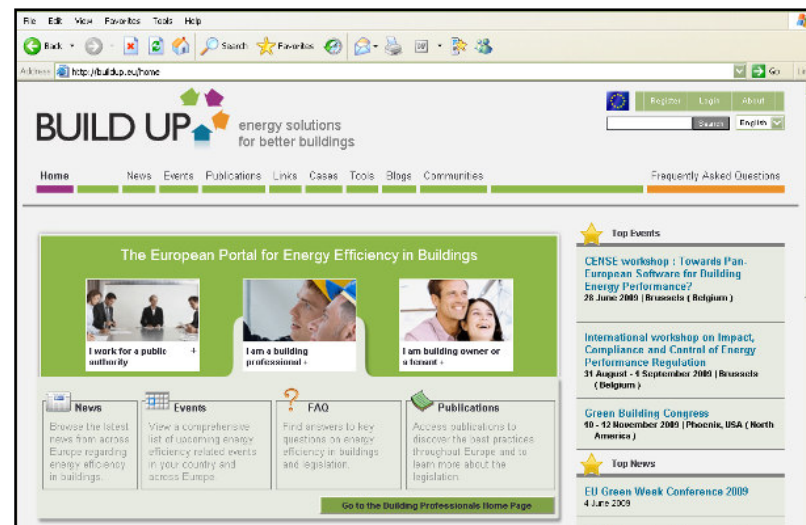 File Edit View Favorites Tools Help
Back Search Favorites
Address http://buildup.eu/home Go
BUILD UP
energy solutions
for better buildings
Register Login About
Search English
Home News Events Publications Links Cases Tools Blogs Communities Frequently Asked Questions
The European Portal for Energy Efficiency in Buildings
I work for a public +
authority
I am a building
professional +
I am building owner or
a tenant +
News
Browse the latest
news from across
Europe regarding
energy efficiency
in buildings.
Events
View a comprehensive
list of upcoming energy
efficiency related events
in your country and
across Europe.
FAQ
Find answers to key
questions on energy
efficiency in buildings
and legislation.
Publications
Access publications to
discover the best practices
throughout Europe and to
learn more about the
legislation.
Go to the Building Professionals Home Page
Top Events
CENSE workshop : Towards Pan-
European Software for Building
Energy Performance?
28 June 2009 | Brussels ( Belgium )
International workshop on Impact,
Compliance and Control of Energy
Performance Regulation
31 August - 1 September 2009 | Brussels
( Belgium )
Green Building Congress
10 - 12 November 2009 | Phoenix, USA ( North
America )
Top News
EU Green Week Conference 2009
4 June 2009